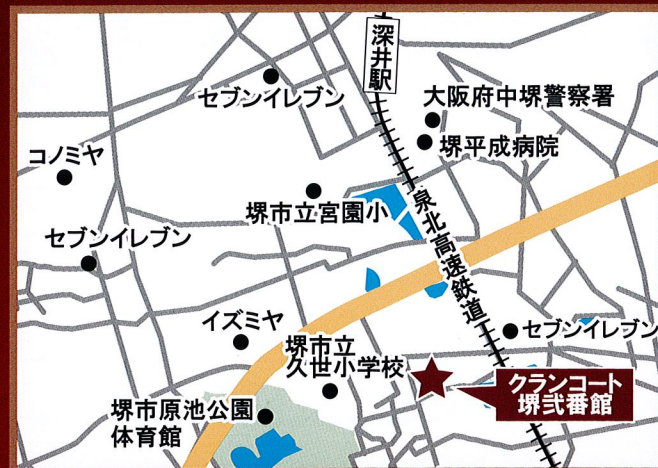 深井駅
セブンイレブン
大阪府中堺警察署
堺平成病院
コノミヤ
堺市立宮園小
泉北高速鉄道
セブンイレブン
イズミヤ
セブンイレブン
堺市立
久世小学校
クランコート
堺弐番館
堺市原池公園
体育館